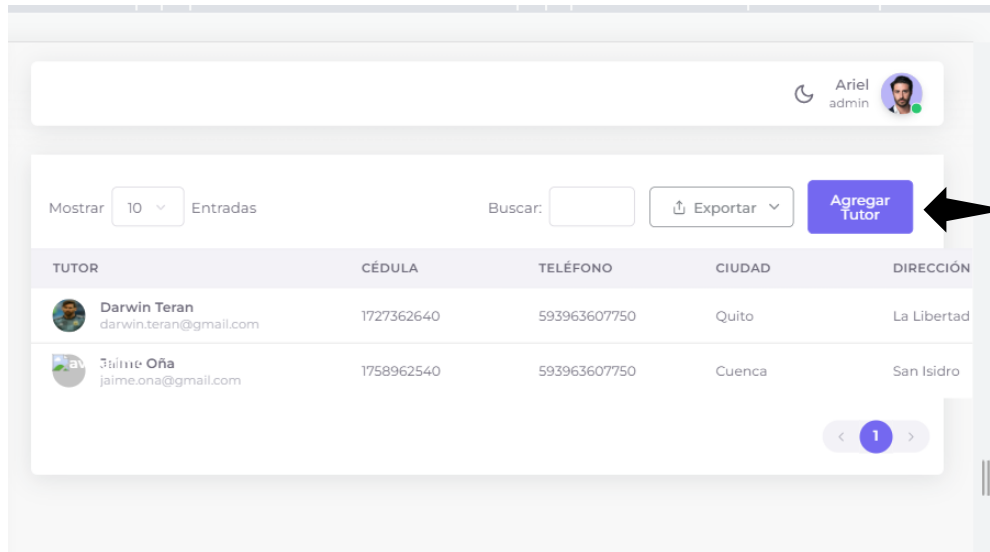 Ariel
admin
Mostrar 10 Entradas Buscar: Exportar Agregar Tutor
TUTOR CÉDULA TELÉFONO CIUDAD DIRECCIÓN
Darwin Teran
darwin.teran@gmail.com 1727362640 593963607750 Quito La Libertad
Jaime Oña
jaime.ona@gmail.com 1758962540 593963607750 Cuenca San Isidro
1